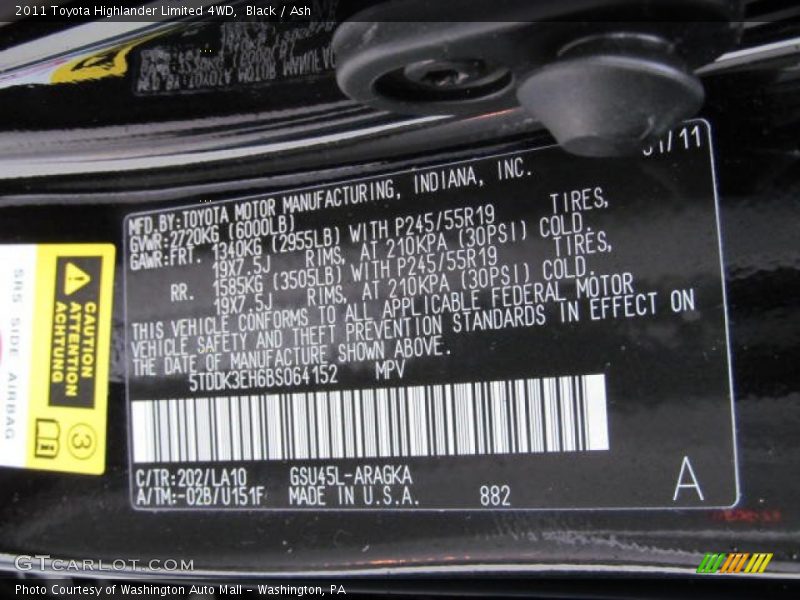 2011 Toyota Highlander Limited 4WD, Black / Ash
/11
MFD.BY:TOYOTA MOTOR MANUFACTURING, INDIANA, INC.
GVWR:2720KG (6000LB)
GAWR:FRT. 1340KG (2955LB) WITH P245/55R19 TIRES,
19X7.5J RIMS, AT 210KPA (30PSI) COLD.
RR. 1585KG (3505LB) WITH P245/55R19 TIRES,
19X7.5J RIMS, AT 210KPA (30PSI) COLD.
THIS VEHICLE CONFORMS TO ALL APPLICABLE FEDERAL MOTOR
VEHICLE SAFETY AND THEFT PREVENTION STANDARDS IN EFFECT ON
THE DATE OF MANUFACTURE SHOWN ABOVE.
5TDDK3EH6BS064152 MPV
C/TR:202/LA10 GSU45L-ARAGKA
A/TM:-02B/U151F MADE IN U.S.A. 882
A
CAUTION
ATTENTION
ACHTUNG
3
SRS SIDE AIRBAG
GTCARLOT.COM
Photo Courtesy of Washington Auto Mall - Washington, PA